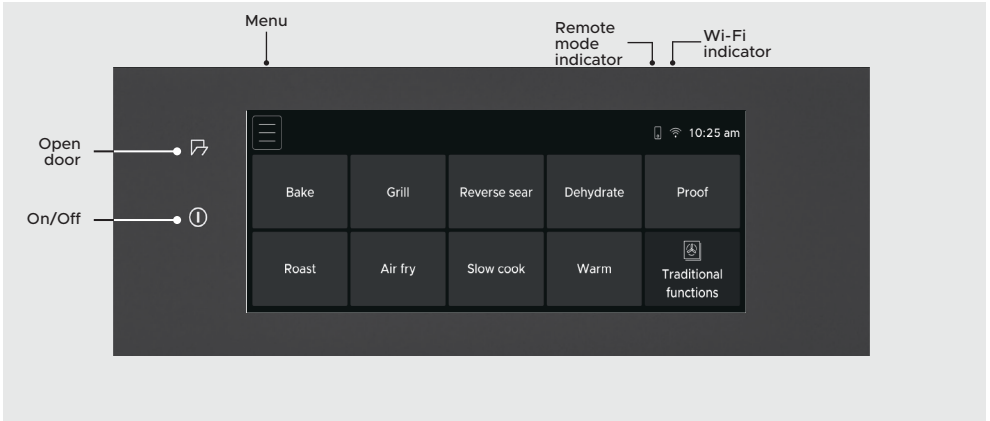 Menu
Remote
mode
indicator
Wi-Fi
indicator
Open
door
10:25 am
Bake
Grill
Reverse sear
Dehydrate
Proof
On/Off
Roast
Air fry
Slow cook
Warm
Traditional
functions